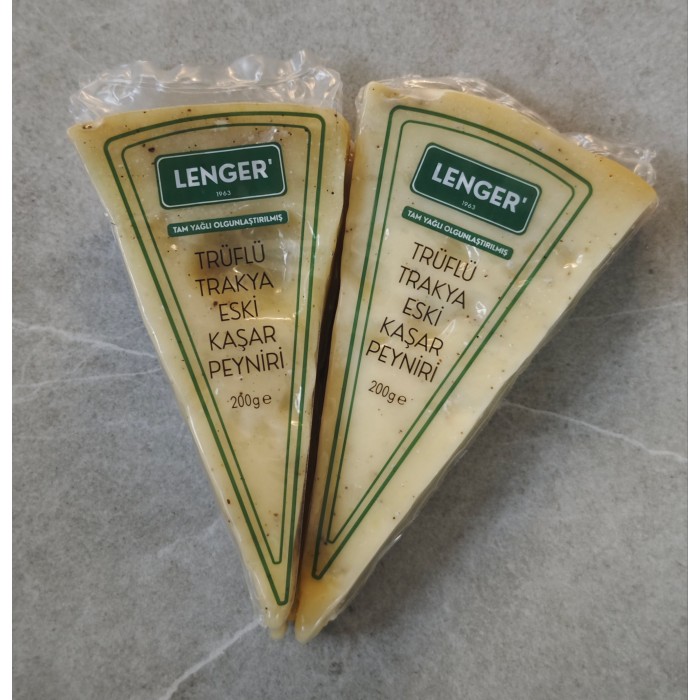 LENGER'
1963
TAM YAĞLI OLGUNLAŞTIRILMIŞ
TRÜFLÜ
TRAKYA
ESKİ
KAŞAR
PEYNİRİ
200g e
LENGER'
1963
TAM YAĞLI OLGUNLAŞTIRILMIŞ
TRÜFLÜ
TRAKYA
ESKİ
KAŞAR
PEYNİRİ
200g e